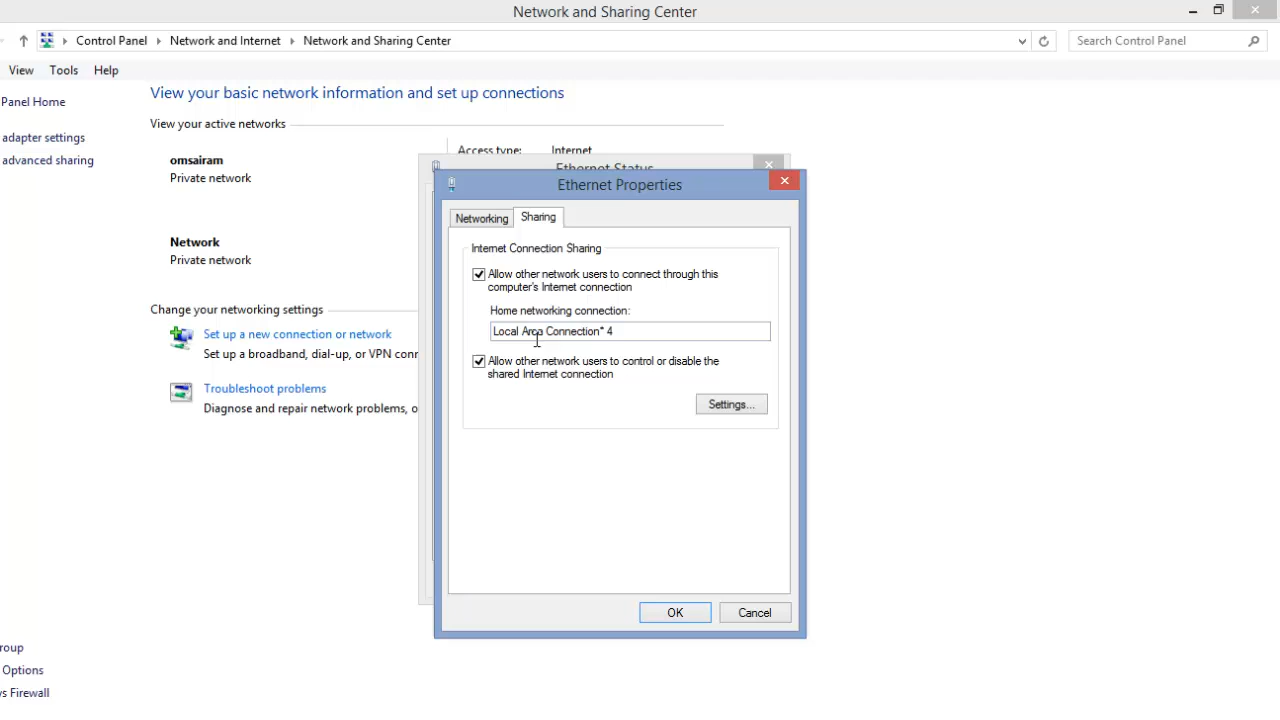 Network and Sharing Center
Control Panel
Network and Internet
Network and Sharing Center
Search Control Panel
View
Tools
Help
Panel Home
adapter settings
advanced sharing
roup
Options
s Firewall
View your basic network information and set up connections
View your active networks
omsairam
Private network
Access type:
Internet
Network
Private network
Change your networking settings
Set up a new connection or network
Set up a broadband, dial-up, or VPN conn
Troubleshoot problems
Diagnose and repair network problems, o
Ethernet Status
Ethernet Properties
Networking
Sharing
Internet Connection Sharing
Allow other network users to connect through this
computer's Internet connection
Home networking connection:
Local Area Connection* 4
Allow other network users to control or disable the
shared Internet connection
Settings...
OK
Cancel